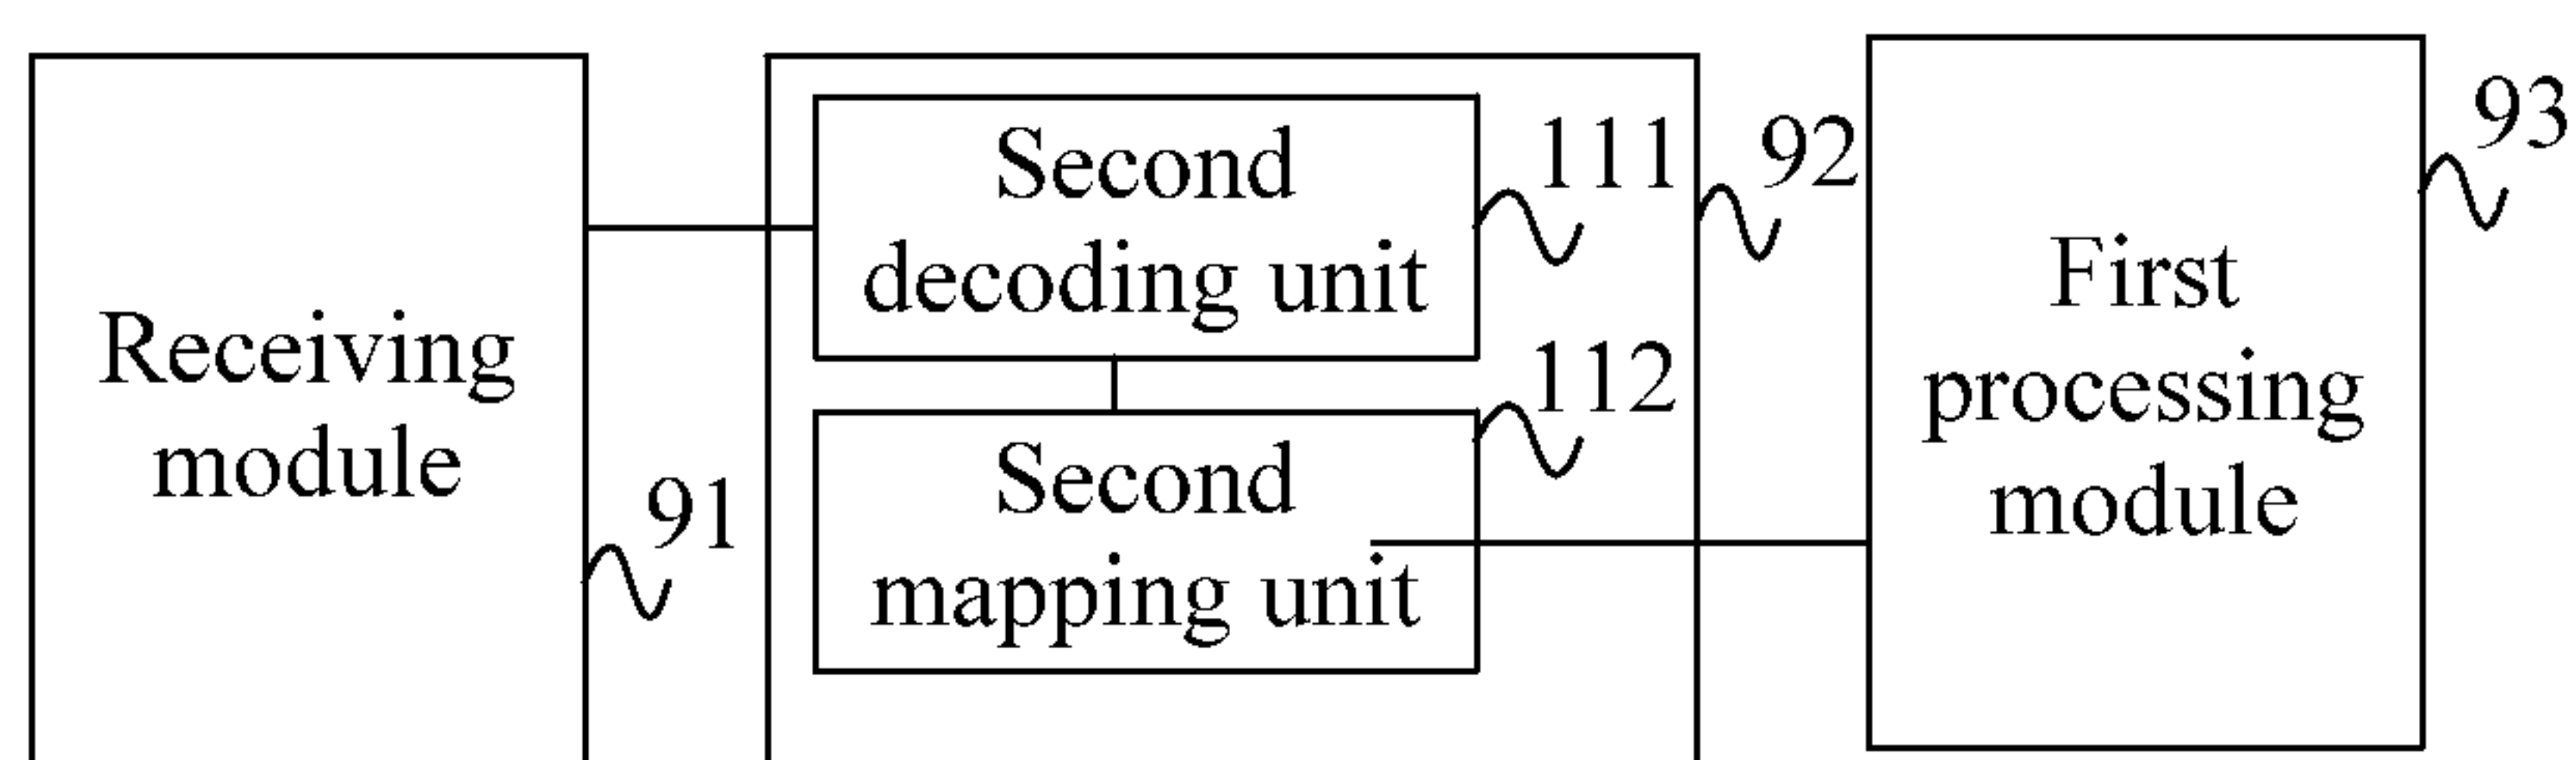 Receiving
module
91
Second
decoding unit
111
Second
mapping unit
112
92
First
processing
module
93